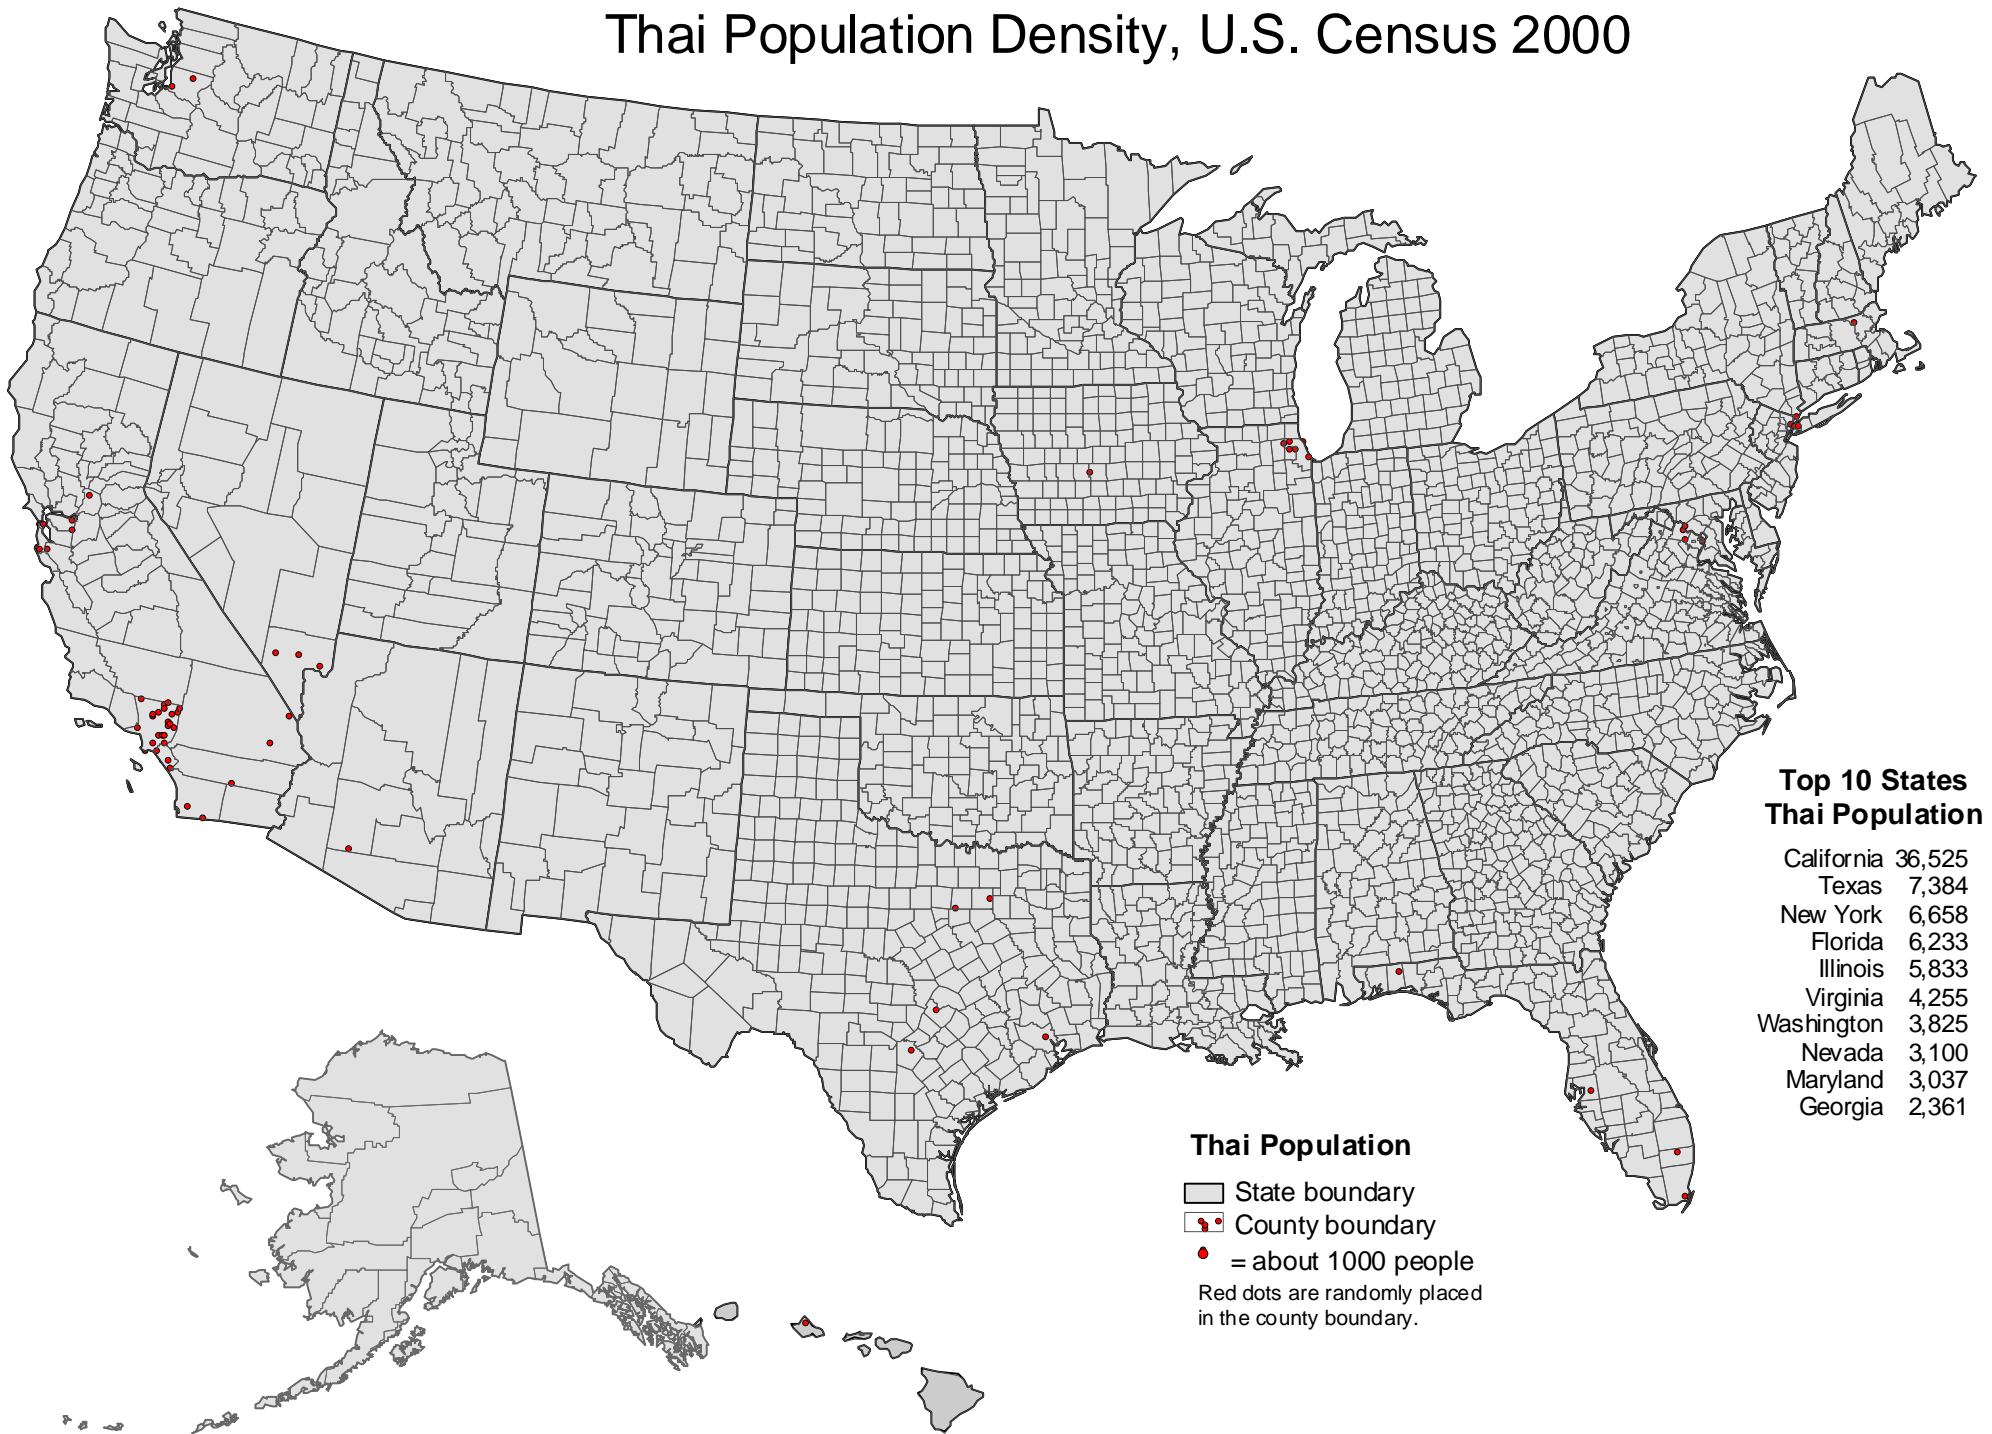 Thai Population Density, U.S. Census 2000
Top 10 States
Thai Population
California 36,525
Texas 7,384
New York 6,658
Florida 6,233
Illinois 5,833
Virginia 4,255
Washington 3,825
Nevada 3,100
Maryland 3,037
Georgia 2,361
Thai Population
State boundary
County boundary
= about 1000 people
Red dots are randomly placed
in the county boundary.